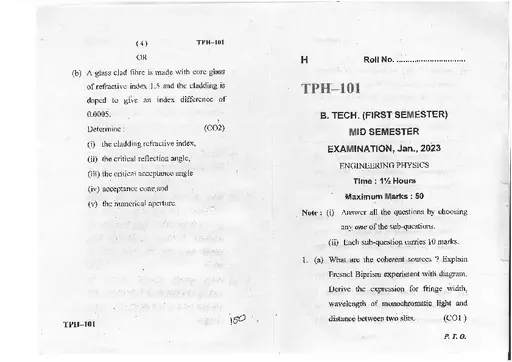 ( 4 ) TPH–101
OR
(b) A glass clad fibre is made with core glass
of refractive index 1.5 and the cladding is
doped to give an index difference of
0.0005.
Determine : (CO2)
(i) the cladding refractive index,
(ii) the critical reflection angle,
(iii) the critical acceptance angle
(iv) acceptance cone and
(v) the numerical aperture.
TPH–101
H Roll No. ..............................
TPH–101
B. TECH. (FIRST SEMESTER)
MID SEMESTER
EXAMINATION, Jan., 2023
ENGINEERING PHYSICS
Time : 1½ Hours
Maximum Marks : 50
Note : (i) Answer all the questions by choosing
any one of the sub-questions.
(ii) Each sub-question carries 10 marks.
1. (a) What are the coherent sources ? Explain
Fresnel Biprism experiment with diagram.
Derive the expression for fringe width,
wavelength of monochromatic light and
distance between two slits. (CO1 )
P. T. O.